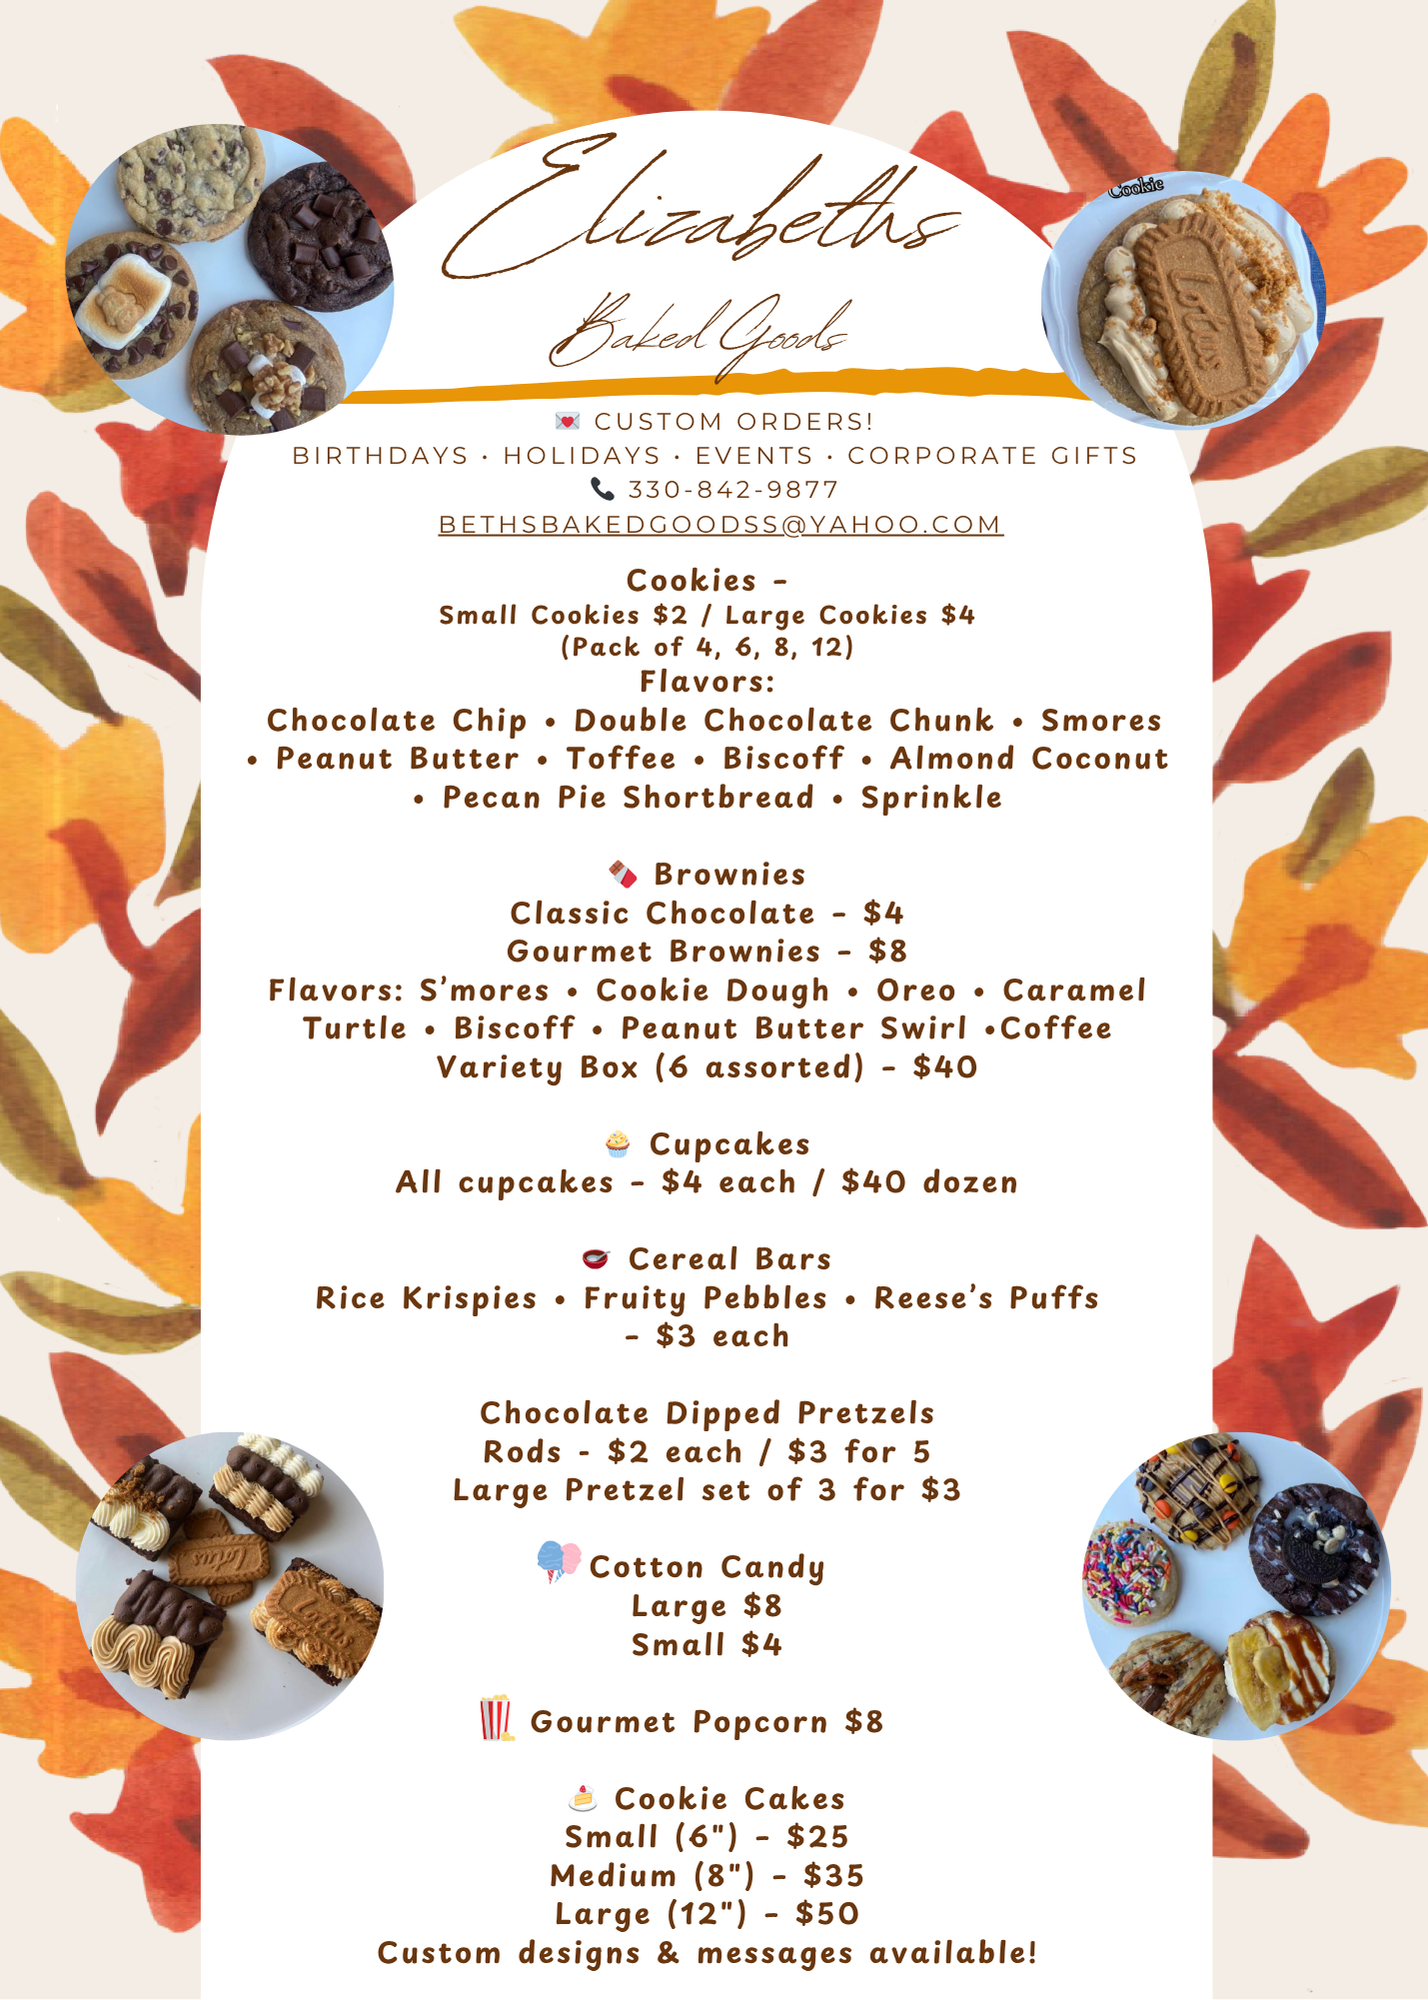 Elizabeths
Baked Goods
Cookie
💌 CUSTOM ORDERS!
BIRTHDAYS • HOLIDAYS • EVENTS • CORPORATE GIFTS
📞 330-842-9877
BETHSBAKEDGOODSS@YAHOO.COM
Lotus
Cookies -
Small Cookies $2 / Large Cookies $4
(Pack of 4, 6, 8, 12)
Flavors:
Chocolate Chip • Double Chocolate Chunk • Smores
• Peanut Butter • Toffee • Biscoff • Almond Coconut
• Pecan Pie Shortbread • Sprinkle
🍫 Brownies
Classic Chocolate - $4
Gourmet Brownies - $8
Flavors: S’mores • Cookie Dough • Oreo • Caramel
Turtle • Biscoff • Peanut Butter Swirl •Coffee
Variety Box (6 assorted) - $40
🧁 Cupcakes
All cupcakes - $4 each / $40 dozen
🥣 Cereal Bars
Rice Krispies • Fruity Pebbles • Reese’s Puffs
- $3 each
Chocolate Dipped Pretzels
Rods - $2 each / $3 for 5
Large Pretzel set of 3 for $3
Lotus
Lotus
Cotton Candy
Large $8
Small $4
Gourmet Popcorn $8
🍰 Cookie Cakes
Small (6") - $25
Medium (8") - $35
Large (12") - $50
Custom designs & messages available!